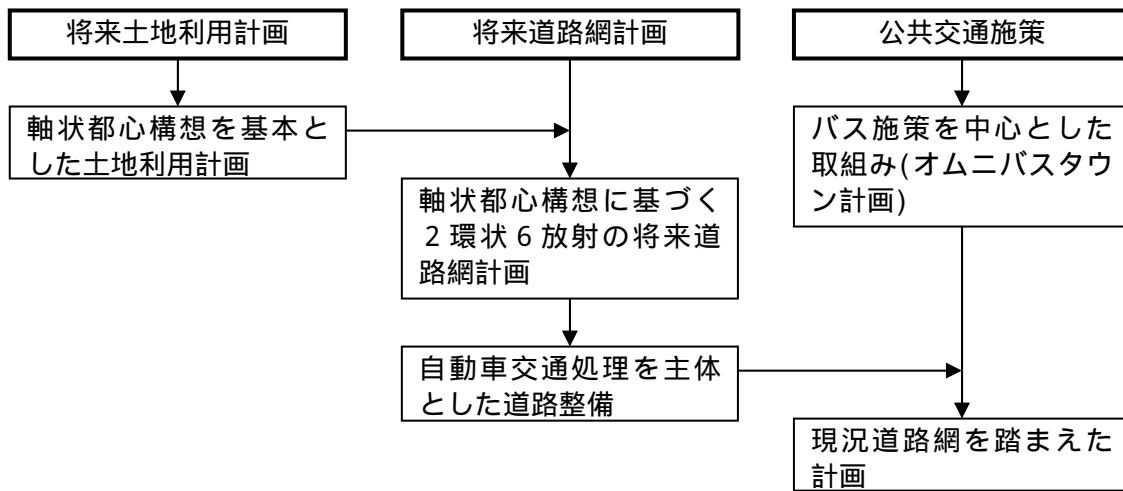 将来土地利用計画
将来道路網計画
公共交通施策
軸状都心構想を基本と
した土地利用計画
バス施策を中心とした
取組み(オムニバスタウ
ン計画)
軸状都心構想に基づく
２環状６放射の将来道
路網計画
自動車交通処理を主体
とした道路整備
現況道路網を踏まえた
計画